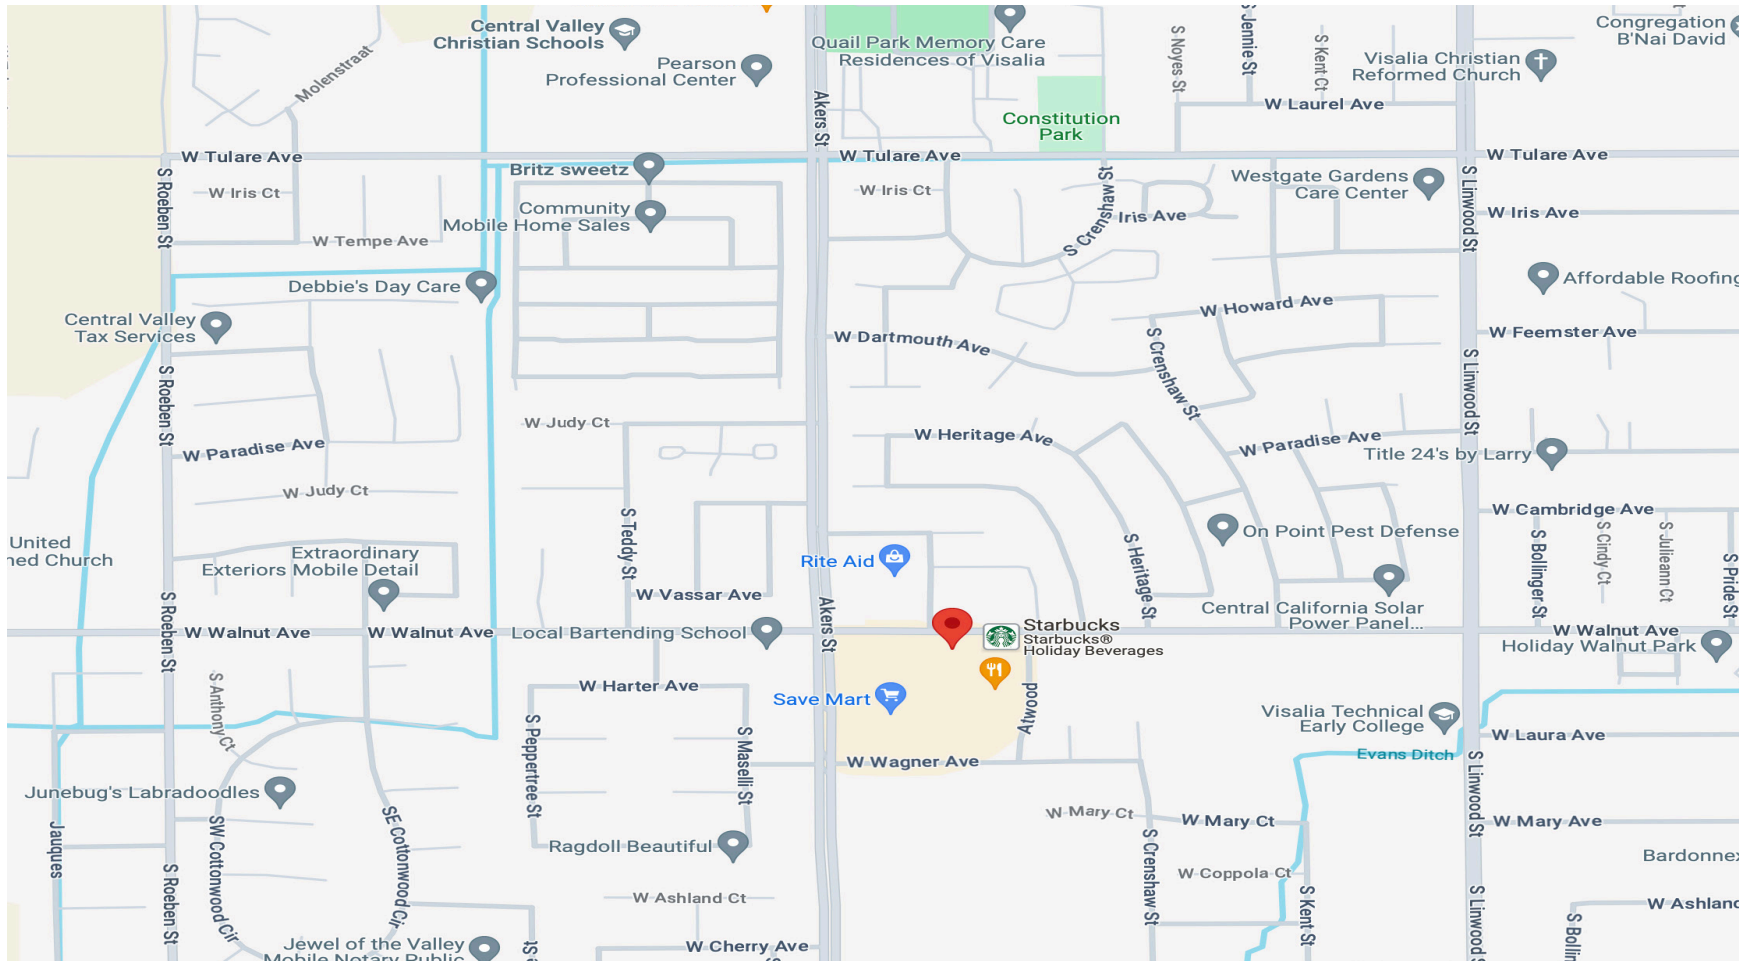 Central Valley
Christian Schools
Pearson
Professional Center
Molenstraat
Akers St
Quail Park Memory Care
Residences of Visalia
Constitution
Park
S Noyes St
S Jennie St
S Kent Ct
W Laurel Ave
Visalia Christian
Reformed Church
Congregation
B'Nai David
W Tulare Ave
W Tulare Ave
W Tulare Ave
S Roeben St
W Iris Ct
W Tempe Ave
Britz sweetz
Community
Mobile Home Sales
W Iris Ct
S Crenshaw St
Iris Ave
Westgate Gardens
Care Center
S Linwood St
W Iris Ave
Debbie's Day Care
Central Valley
Tax Services
Affordable Roofing
W Howard Ave
W Feemster Ave
W Dartmouth Ave
S Crenshaw St
S Linwood St
S Roeben St
W Judy Ct
W Heritage Ave
W Paradise Ave
W Paradise Ave
Title 24's by Larry
W Judy Ct
W Cambridge Ave
United
ned Church
Extraordinary
Exteriors Mobile Detail
S Teddy St
Rite Aid
S Heritage St
On Point Pest Defense
S Bollinger St
S Cindy Ct
S Julieann Ct
S Pride St
W Vassar Ave
Akers St
Central California Solar
Power Panel...
S Roeben St
W Walnut Ave
W Walnut Ave
Local Bartending School
Starbucks
Starbucks®
Holiday Beverages
W Walnut Ave
Holiday Walnut Park
S Anthony Ct
W Harter Ave
Save Mart
Atwood
Visalia Technical
Early College
Evans Ditch
W Laura Ave
S Peppertree St
S Maselli St
W Wagner Ave
S Linwood St
Junebug's Labradoodles
Jauques
SW Cottonwood Cir
SE Cottonwood Cir
W Mary Ct
W Mary Ct
W Mary Ave
Ragdoll Beautiful
S Crenshaw St
Bardonne
W Coppola Ct
S Roeben St
W Ashland Ct
S Kent St
S Linwood S
W Ashland
S Bollin
Jewel of the Valley
Mobile Notary Public
W Cherry Ave